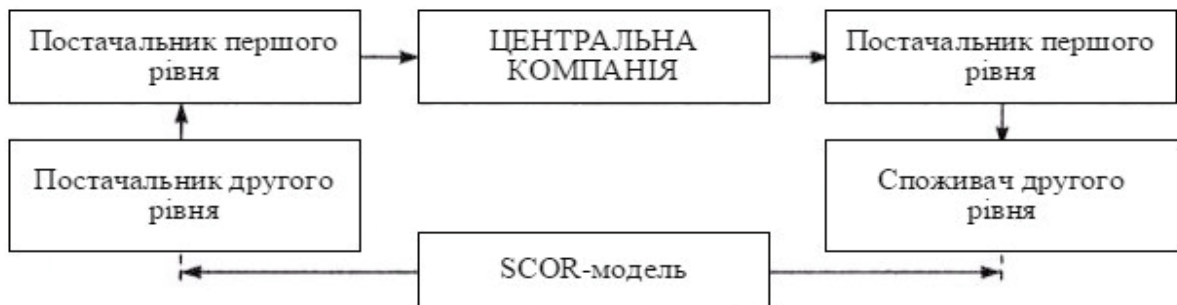 Постачальник першого
рівня
ЦЕНТРАЛЬНА
КОМПАНІЯ
Постачальник першого
рівня
Постачальник другого
рівня
Споживач другого
рівня
SCOR-модель